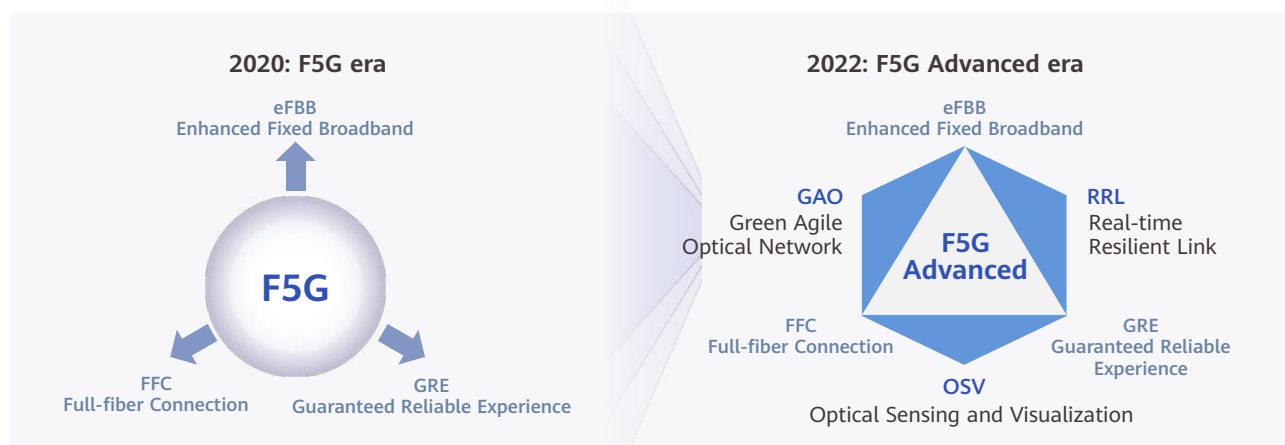 2020: F5G era
eFBB
Enhanced Fixed Broadband
F5G
FFC
Full-fiber Connection
GRE
Guaranteed Reliable Experience
2022: F5G Advanced era
eFBB
Enhanced Fixed Broadband
GAO
Green Agile
Optical Network
RRL
Real-time
Resilient Link
F5G
Advanced
FFC
Full-fiber Connection
GRE
Guaranteed Reliable
Experience
OSV
Optical Sensing and Visualization